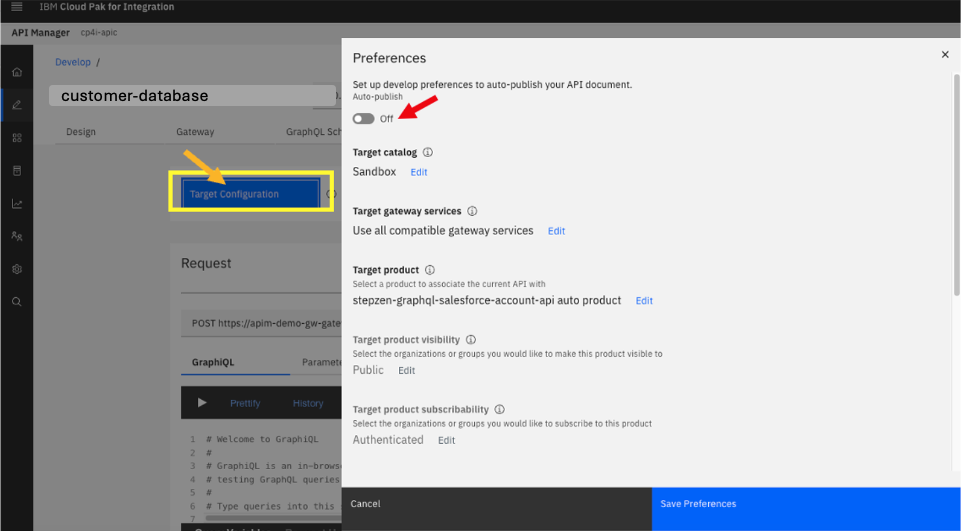 IBM Cloud Pak for Integration
API Manager cp4i-apic
Develop /
customer-database
Design Gateway GraphQL Sch
Target Configuration
Request
POST https://apim-demo-gw-gate
GraphiQL Paramete
Prettify History
1 # Welcome to GraphiQL
2 #
3 # GraphiQL is an in-brows
4 # testing GraphQL queries
5 #
6 # Type queries into this
7
Preferences
Set up develop preferences to auto-publish your API document.
Auto-publish
Off
Target catalog
Sandbox Edit
Target gateway services
Use all compatible gateway services Edit
Target product
Select a product to associate the current API with
stepzen-graphql-salesforce-account-api auto product Edit
Target product visibility
Select the organizations or groups you would like to make this product visible to
Public Edit
Target product subscribability
Select the organizations or groups you would like to subscribe to this product
Authenticated Edit
Cancel
Save Preferences